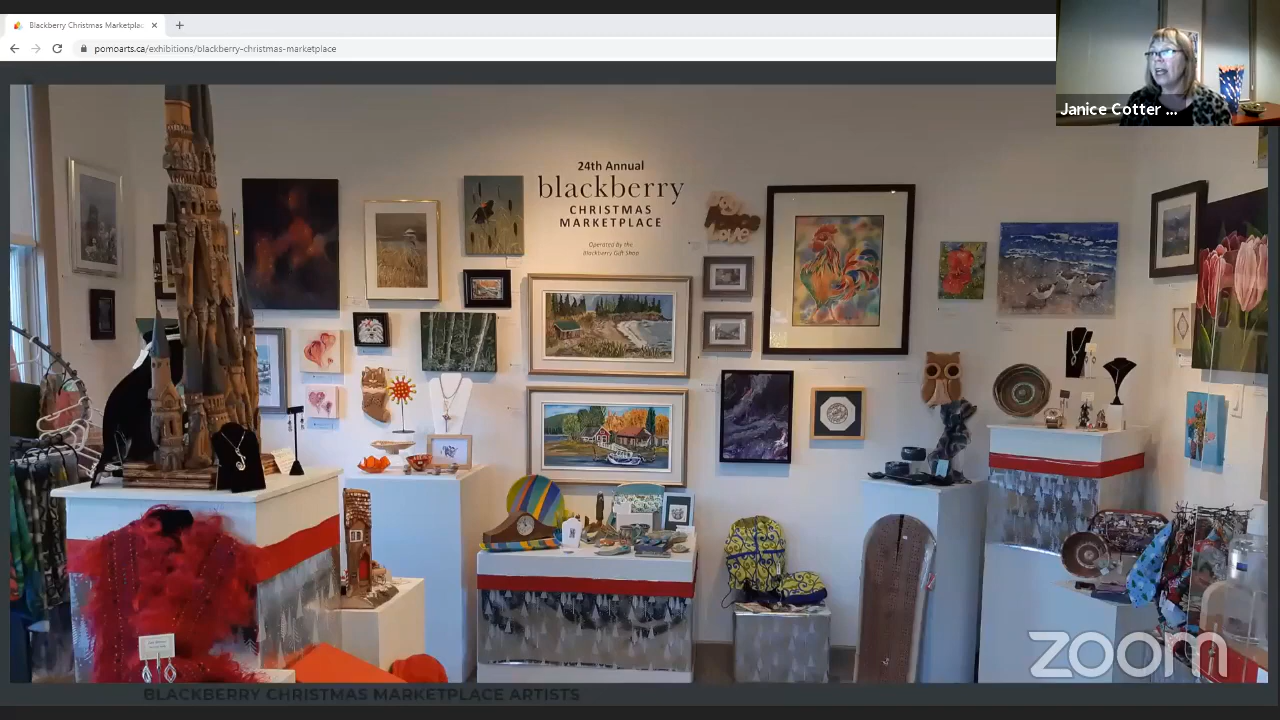 Blackberry Christmas Marketplac
pomoarts.ca/exhibitions/blackberry-christmas-marketplace
Janice Cotter ...
24th Annual
blackberry
CHRISTMAS
MARKETPLACE
Operated By the
Blackberry Gift Shop
zoom
BLACKBERRY CHRISTMAS MARKETPLACE ARTISTS